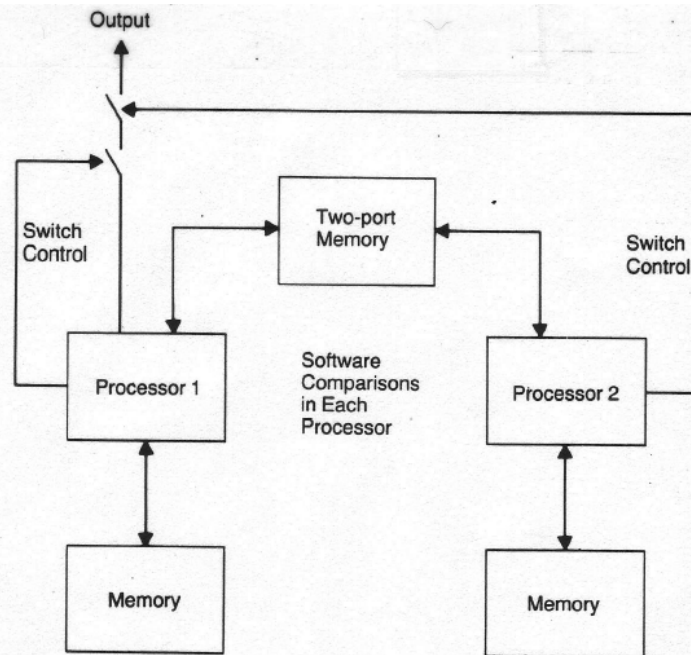 Output
Two-port
Memory
Switch
Control
Switch
Control
Processor 1
Software
Comparisons
in Each
Processor
Processor 2
Memory
Memory